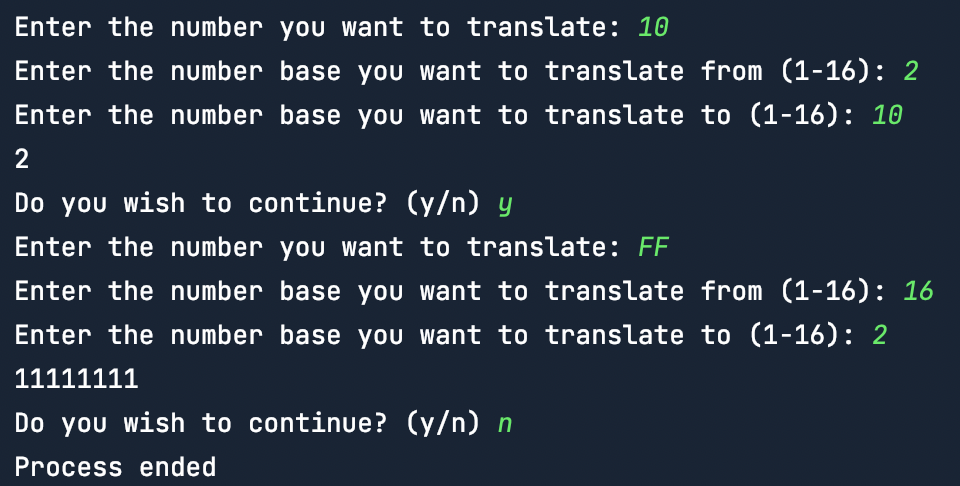 Enter the number you want to translate: 10
Enter the number base you want to translate from (1-16): 2
Enter the number base you want to translate to (1-16): 10
2
Do you wish to continue? (y/n) y
Enter the number you want to translate: FF
Enter the number base you want to translate from (1-16): 16
Enter the number base you want to translate to (1-16): 2
11111111
Do you wish to continue? (y/n) n
Process ended